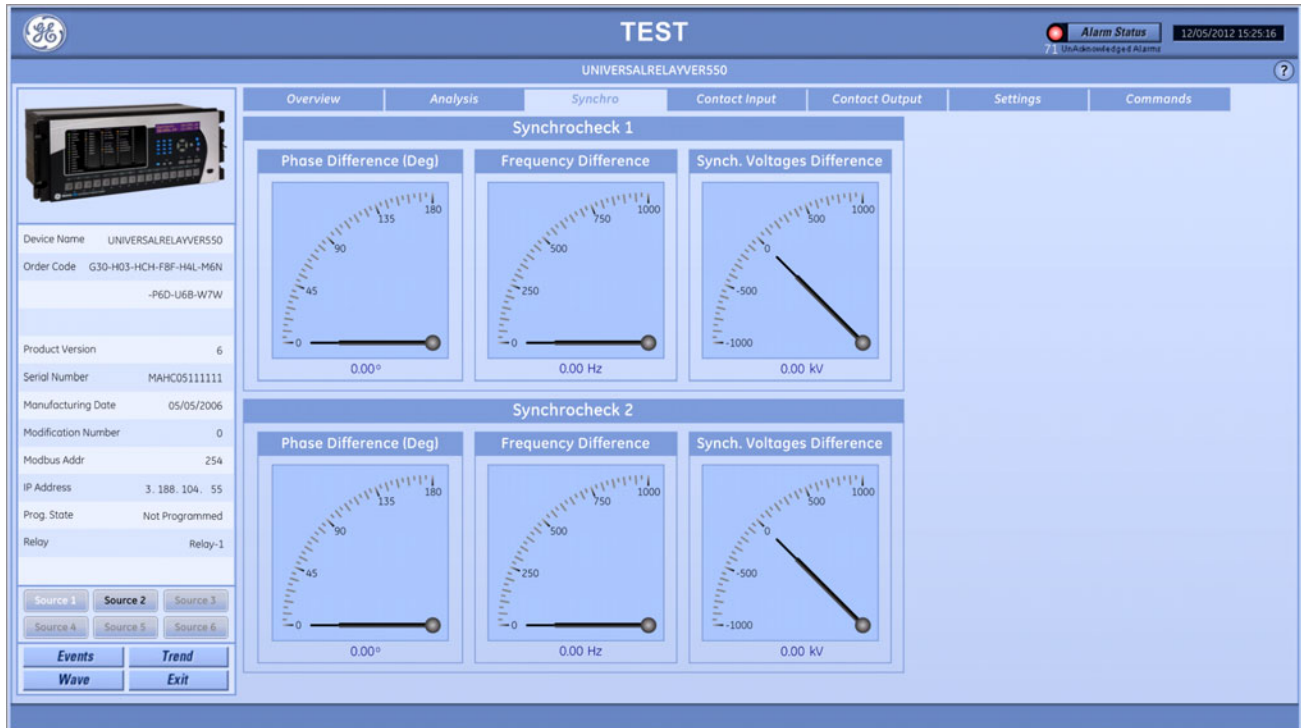 TEST
Alarm Status
71 UnAcknowledged Alarms
12/05/2012 15:25:16
UNIVERSALRELAYVER550
?
Overview Analysis Synchro Contact Input Contact Output Settings Commands
Device Name UNIVERSALRELAYVER550
Order Code G30-H03-HCH-F8F-H4L-M6N
-P6D-U6B-W7W
Product Version 6
Serial Number MAHC05111111
Manufacturing Date 05/05/2006
Modification Number 0
Modbus Addr 254
IP Address 3. 188. 104. 55
Prog. State Not Programmed
Relay Relay-1
Source 1 Source 2 Source 3
Source 4 Source 5 Source 6
Events Trend
Wave Exit
Synchrocheck 1
Phase Difference (Deg)
0 45 90 135 180
0.00°
Frequency Difference
0 250 500 750 1000
0.00 Hz
Synch. Voltages Difference
-1000 -500 0 500 1000
0.00 kV
Synchrocheck 2
Phase Difference (Deg)
0 45 90 135 180
0.00°
Frequency Difference
0 250 500 750 1000
0.00 Hz
Synch. Voltages Difference
-1000 -500 0 500 1000
0.00 kV